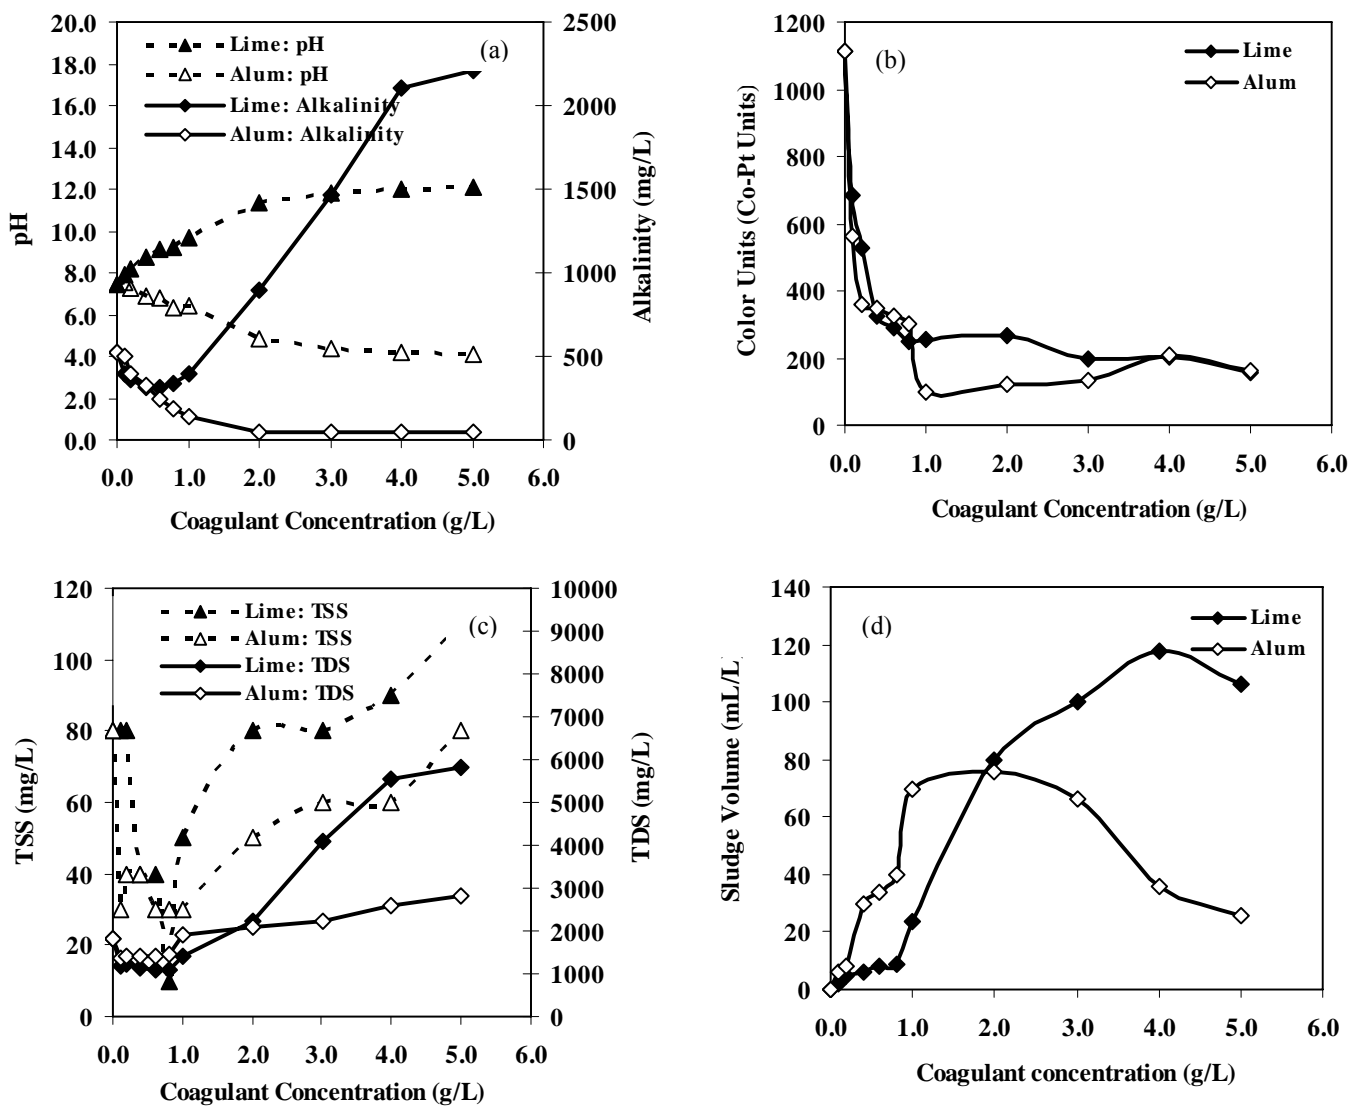 (a)
Lime: pH
Alum: pH
Lime: Alkalinity
Alum: Alkalinity
20.0
18.0
16.0
14.0
12.0
10.0
8.0
6.0
4.0
2.0
0.0
pH
2500
2000
1500
1000
500
0
Alkalinity (mg/L)
0.0 1.0 2.0 3.0 4.0 5.0 6.0
Coagulant Concentration (g/L)
(b)
Lime
Alum
1200
1000
800
600
400
200
0
Color Units (Co-Pt Units)
0.0 1.0 2.0 3.0 4.0 5.0 6.0
Coagulant Concentration (g/L)
(c)
Lime: TSS
Alum: TSS
Lime: TDS
Alum: TDS
120
100
80
60
40
20
0
TSS (mg/L)
10000
9000
8000
7000
6000
5000
4000
3000
2000
1000
0
TDS (mg/L)
0.0 1.0 2.0 3.0 4.0 5.0 6.0
Coagulant Concentration (g/L)
(d)
Lime
Alum
140
120
100
80
60
40
20
0
Sludge Volume (mL/L)
0.0 1.0 2.0 3.0 4.0 5.0 6.0
Coagulant concentration (g/L)